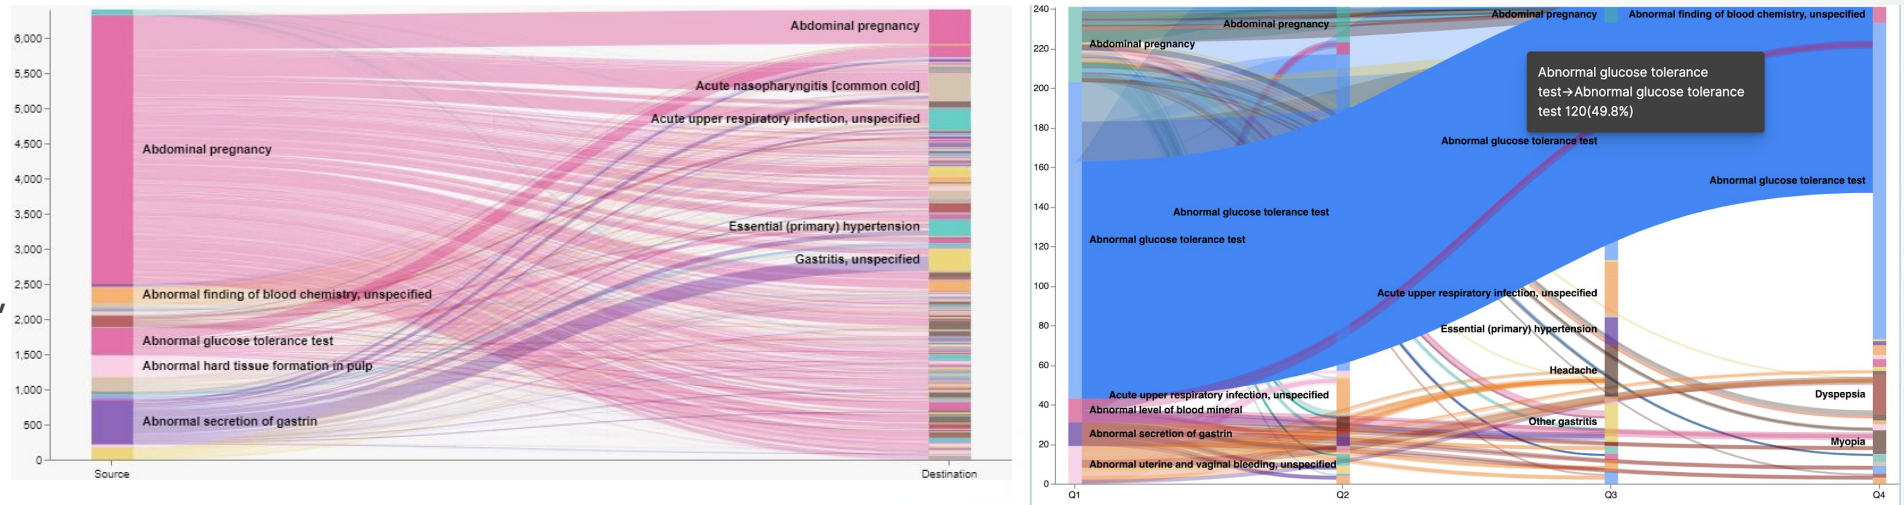 6,000
5,500
5,000
4,500
4,000
3,500
3,000
2,500
2,000
1,500
1,000
500
0
Abdominal pregnancy
Abnormal finding of blood chemistry, unspecified
Abnormal glucose tolerance test
Abnormal hard tissue formation in pulp
Abnormal secretion of gastrin
Abdominal pregnancy
Acute nasopharyngitis [common cold]
Acute upper respiratory infection, unspecified
Essential (primary) hypertension
Gastritis, unspecified
Source
Destination
,
240
220
200
180
160
140
120
100
80
60
40
20
0
Abdominal pregnancy
Abnormal glucose tolerance test
Abnormal level of blood mineral
Abnormal secretion of gastrin
Abnormal uterine and vaginal bleeding, unspecified
Abdominal pregnancy
Abnormal glucose tolerance test
Acute upper respiratory infection, unspecified
Abdominal pregnancy
Abnormal glucose tolerance test
Acute upper respiratory infection, unspecified
Essential (primary) hypertension
Headache
Other gastritis
Abnormal finding of blood chemistry, unspecified
Abnormal glucose tolerance test
Dyspepsia
Myopia
Abnormal glucose tolerance
test→Abnormal glucose tolerance
test 120(49.8%)
Q1
Q2
Q3
Q4